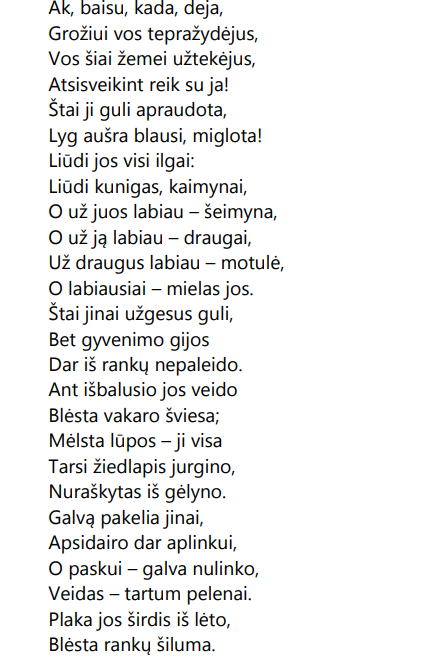 Ak, baisu, kada, deja,
Grožiui vos tepražydėjus,
Vos šiai žemei užtekėjus,
Atsisveikint reik su ja!
Štai ji guli apraudota,
Lyg aušra blausi, miglota!
Liūdi jos visi ilgai:
Liūdi kunigas, kaimynai,
O už juos labiau – šeimyna,
O už ją labiau – draugai,
Už draugus labiau – motulė,
O labiausiai – mielas jos.
Štai jinai užgesus guli,
Bet gyvenimo gijos
Dar iš rankų nepaleido.
Ant išbalusio jos veido
Blėsta vakaro šviesa;
Mėlsta lūpos – ji visa
Tarsi žiedlapis jurgino,
Nuraškytas iš gėlyno.
Galvą pakelia jinai,
Apsidairo dar aplinkui,
O paskui – galva nulinko,
Veidas – tartum pelenai.
Plaka jos širdis iš lėto,
Blėsta rankų šiluma.